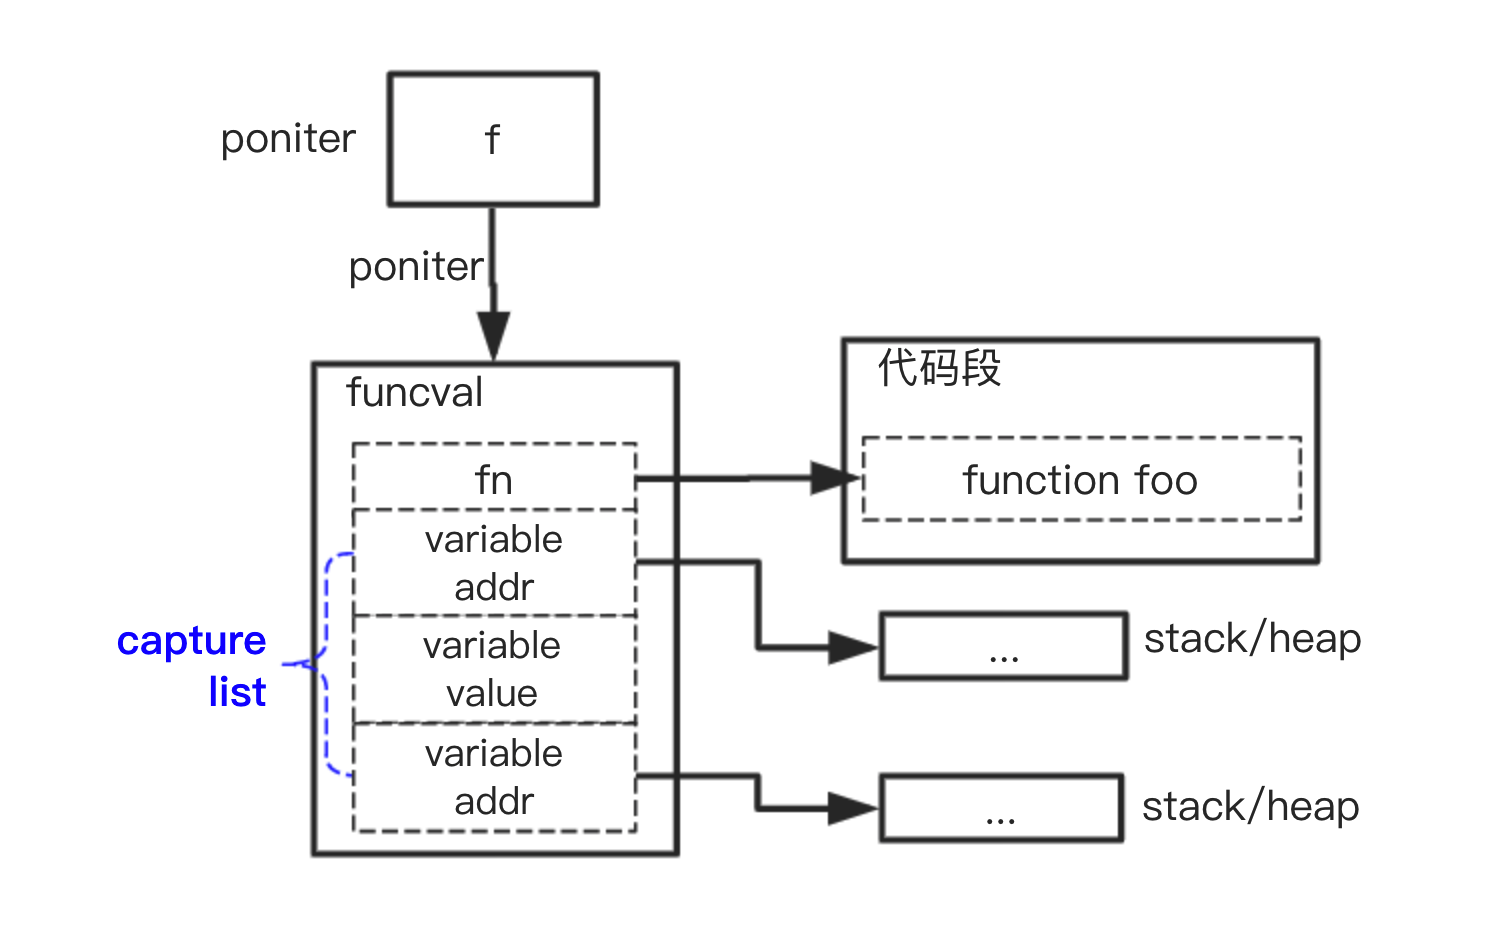 poniter
f
poniter
funcval
代码段
fn
function foo
variable
addr
variable
value
variable
addr
capture
list
...
stack/heap
...
stack/heap